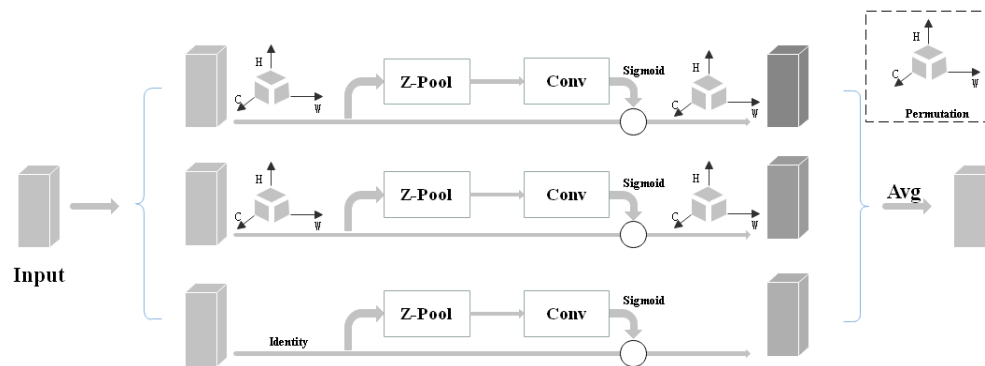 H
C
W
Z-Pool
Conv
Sigmoid
H
C
W
H
C
W
Permutation
H
C
W
Z-Pool
Conv
Sigmoid
H
C
W
Avg
Input
Identity
Z-Pool
Conv
Sigmoid